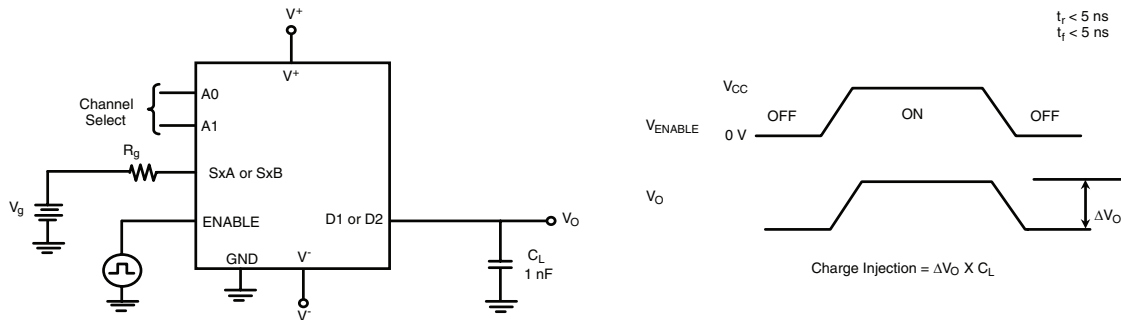 V+
V+
A0
Channel
Select
A1
Rg
SxA or SxB
Vg
ENABLE
D1 or D2
VO
GND
V-
CL
1 nF
V-
tr < 5 ns
tf < 5 ns
VCC
OFF
ON
OFF
VENABLE
0 V
VO
ΔVO
Charge Injection = ΔVO X CL